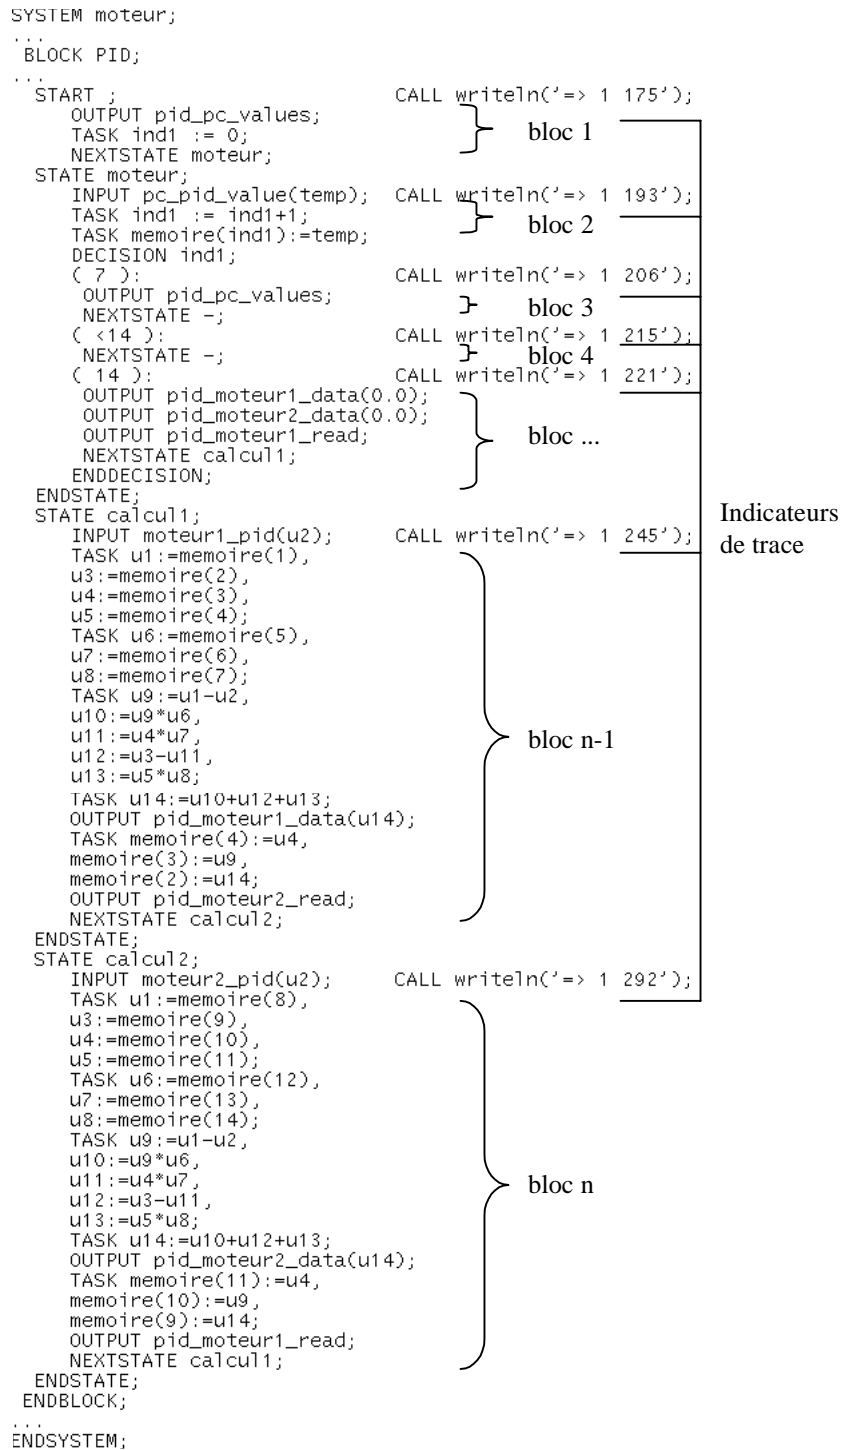 SYSTEM moteur;
...
BLOCK PID;
...
START ; CALL writeln('=> 1 175');
OUTPUT pid_pc_values;
TASK ind1 := 0; bloc 1
NEXTSTATE moteur;
STATE moteur;
INPUT pc_pid_value(temp); CALL writeln('=> 1 193');
TASK ind1 := ind1+1;
TASK memoire(ind1):=temp; bloc 2
DECISION ind1;
( 7 ): CALL writeln('=> 1 206');
OUTPUT pid_pc_values;
NEXTSTATE -; bloc 3
( <14 ): CALL writeln('=> 1 215');
NEXTSTATE -; bloc 4
( 14 ): CALL writeln('=> 1 221');
OUTPUT pid_moteur1_data(0.0);
OUTPUT pid_moteur2_data(0.0);
OUTPUT pid_moteur1_read; bloc ...
NEXTSTATE calcul1;
ENDDECISION;
ENDSTATE;
STATE calcul1;
INPUT moteur1_pid(u2); CALL writeln('=> 1 245');
Indicateurs
de trace
TASK u1:=memoire(1),
u3:=memoire(2),
u4:=memoire(3),
u5:=memoire(4);
TASK u6:=memoire(5),
u7:=memoire(6),
u8:=memoire(7);
TASK u9:=u1-u2,
u10:=u9*u6,
u11:=u4*u7, bloc n-1
u12:=u3-u11,
u13:=u5*u8;
TASK u14:=u10+u12+u13;
OUTPUT pid_moteur1_data(u14);
TASK memoire(4):=u4,
memoire(3):=u9,
memoire(2):=u14;
OUTPUT pid_moteur2_read;
NEXTSTATE calcul2;
ENDSTATE;
STATE calcul2;
INPUT moteur2_pid(u2); CALL writeln('=> 1 292');
TASK u1:=memoire(8),
u3:=memoire(9),
u4:=memoire(10),
u5:=memoire(11);
TASK u6:=memoire(12),
u7:=memoire(13),
u8:=memoire(14);
TASK u9:=u1-u2,
u10:=u9*u6,
u11:=u4*u7, bloc n
u12:=u3-u11,
u13:=u5*u8;
TASK u14:=u10+u12+u13;
OUTPUT pid_moteur2_data(u14);
TASK memoire(11):=u4,
memoire(10):=u9,
memoire(9):=u14;
OUTPUT pid_moteur1_read;
NEXTSTATE calcul1;
ENDSTATE;
ENDBLOCK;
...
ENDSYSTEM;